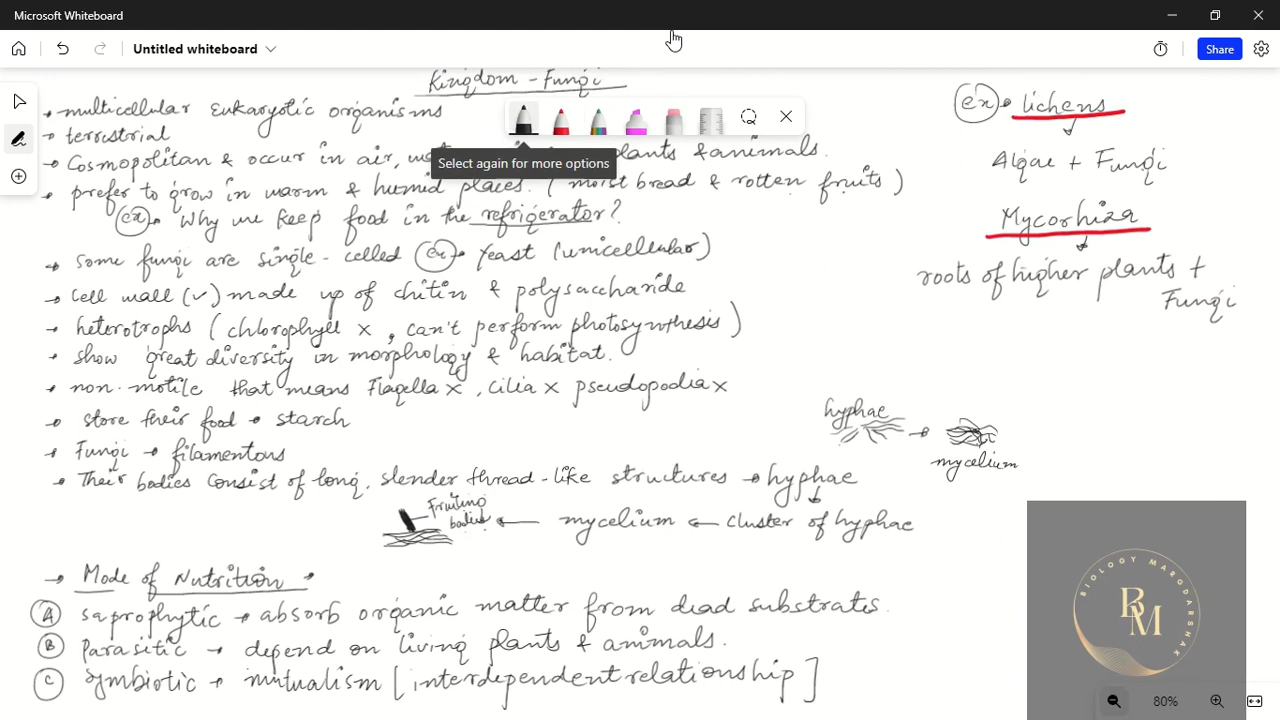 Microsoft Whiteboard
Untitled whiteboard
Share
Kingdom - Fungi
multicellular eukaryotic organisms
terrestrial
Cosmopolitan & occur in air, plants & animals.
Select again for more options
prefer to grow in warm & humid places. (moist bread & rotten fruits)
ex Why we keep food in the refrigerator?
Some fungi are single-celled ex yeast (unicellular)
Cell wall (✓) made up of chitin & polysaccharide
heterotrophs (chlorophyll x, can't perform photosynthesis)
show great diversity in morphology & habitat.
non-motile that means Flagella x, cilia x pseudopodia x
store their food → starch
Fungi → filamentous
Their bodies consist of long, slender thread-like structures → hyphae
Fruiting bodies ← mycelium ← cluster of hyphae
→ Mode of Nutrition →
A saprophytic → absorb organic matter from dead substrates.
B Parasitic → depend on living plants & animals.
C Symbiotic → mutualism [interdependent relationship]
ex lichens
Algae + Fungi
Mycorhiza
roots of higher plants +
Fungi
hyphae →
mycelium
BIOLOGY MARGDARSHAK
BM
80%